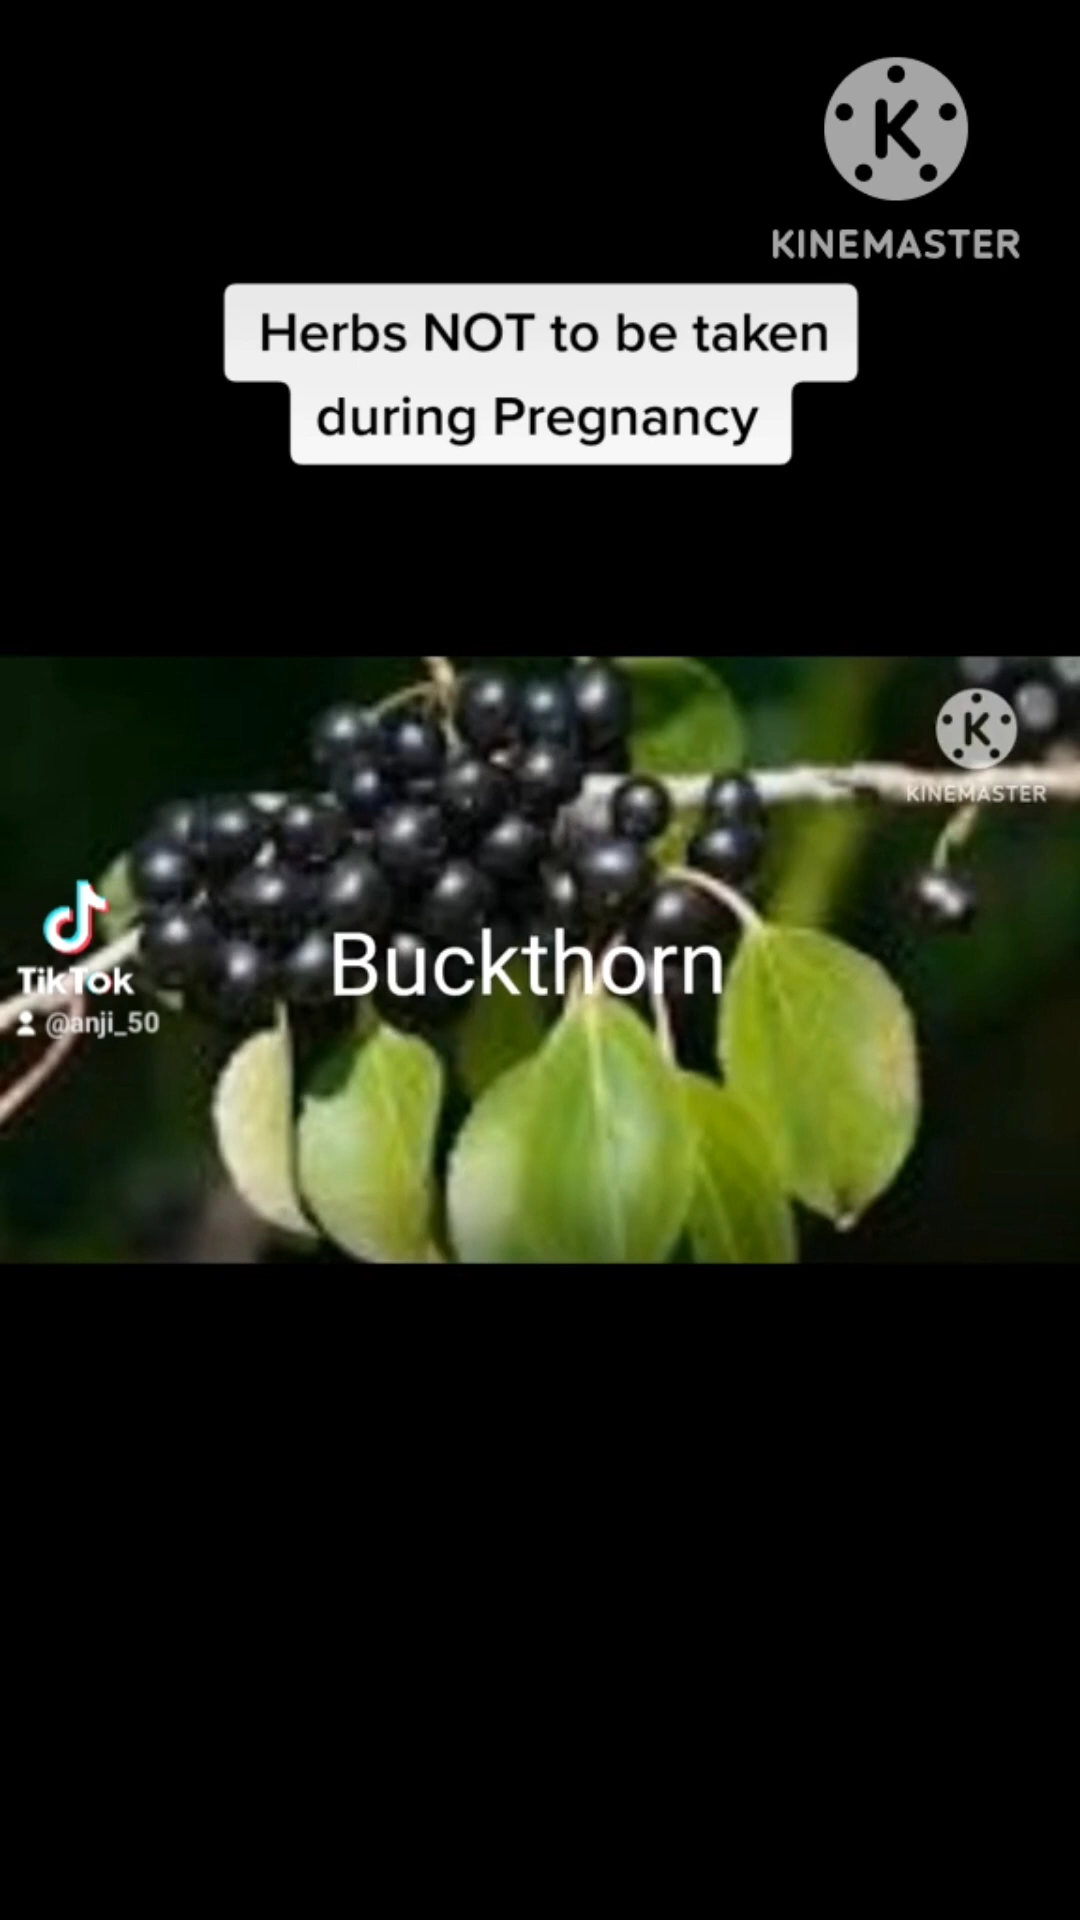 K
KINEMASTER
Herbs NOT to be taken
during Pregnancy
K
KINEMASTER
Buckthorn
TikTok
@anji_50